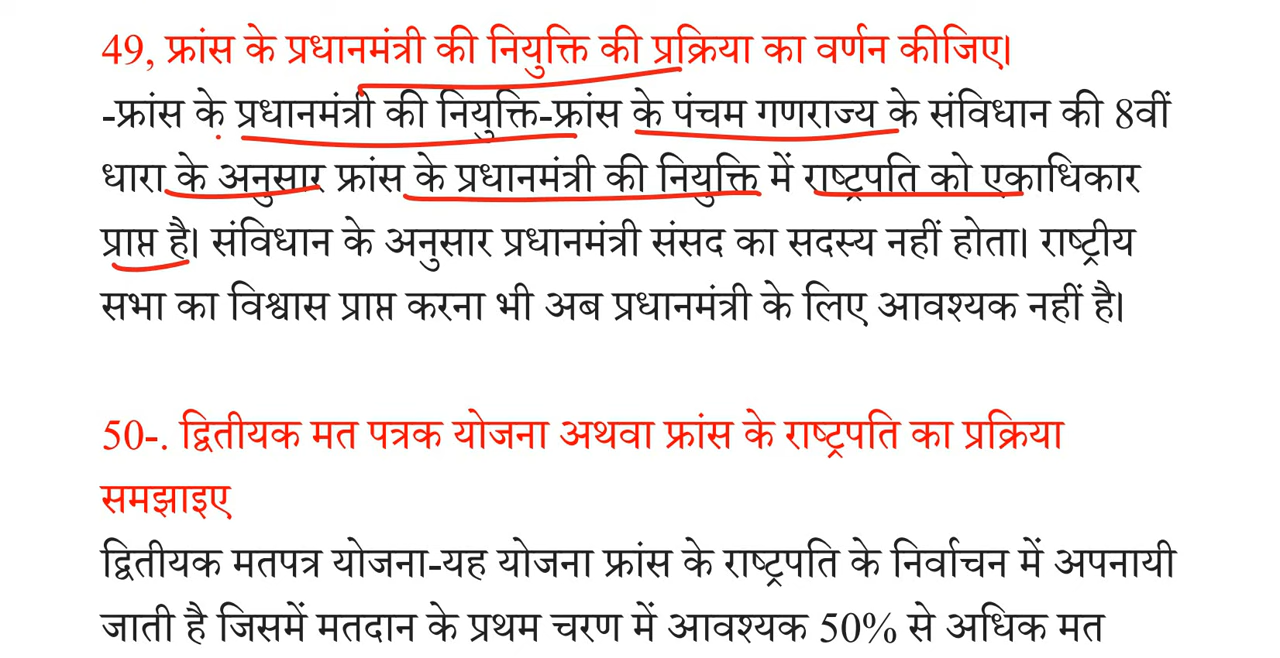 49, फ्रांस के प्रधानमंत्री की नियुक्ति की प्रक्रिया का वर्णन कीजिए।
-फ्रांस के प्रधानमंत्री की नियुक्ति-फ्रांस के पंचम गणराज्य के संविधान की 8वीं
धारा के अनुसार फ्रांस के प्रधानमंत्री की नियुक्ति में राष्ट्रपति को एकाधिकार
प्राप्त है। संविधान के अनुसार प्रधानमंत्री संसद का सदस्य नहीं होता। राष्ट्रीय
सभा का विश्वास प्राप्त करना भी अब प्रधानमंत्री के लिए आवश्यक नहीं है।
50-. द्वितीयक मत पत्रक योजना अथवा फ्रांस के राष्ट्रपति का प्रक्रिया
समझाइए
द्वितीयक मतपत्र योजना-यह योजना फ्रांस के राष्ट्रपति के निर्वाचन में अपनायी
जाती है जिसमें मतदान के प्रथम चरण में आवश्यक 50% से अधिक मत